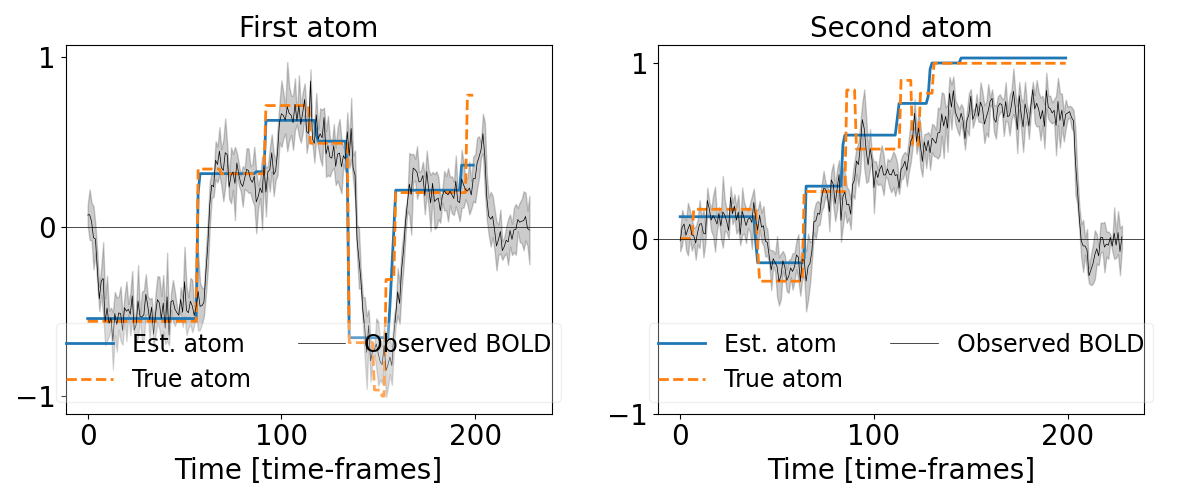 First atom
1
0
−1
Est. atom
True atom
Observed BOLD
0 100 200
Time [time-frames]
Second atom
1
0
−1
Est. atom
True atom
Observed BOLD
0 100 200
Time [time-frames]